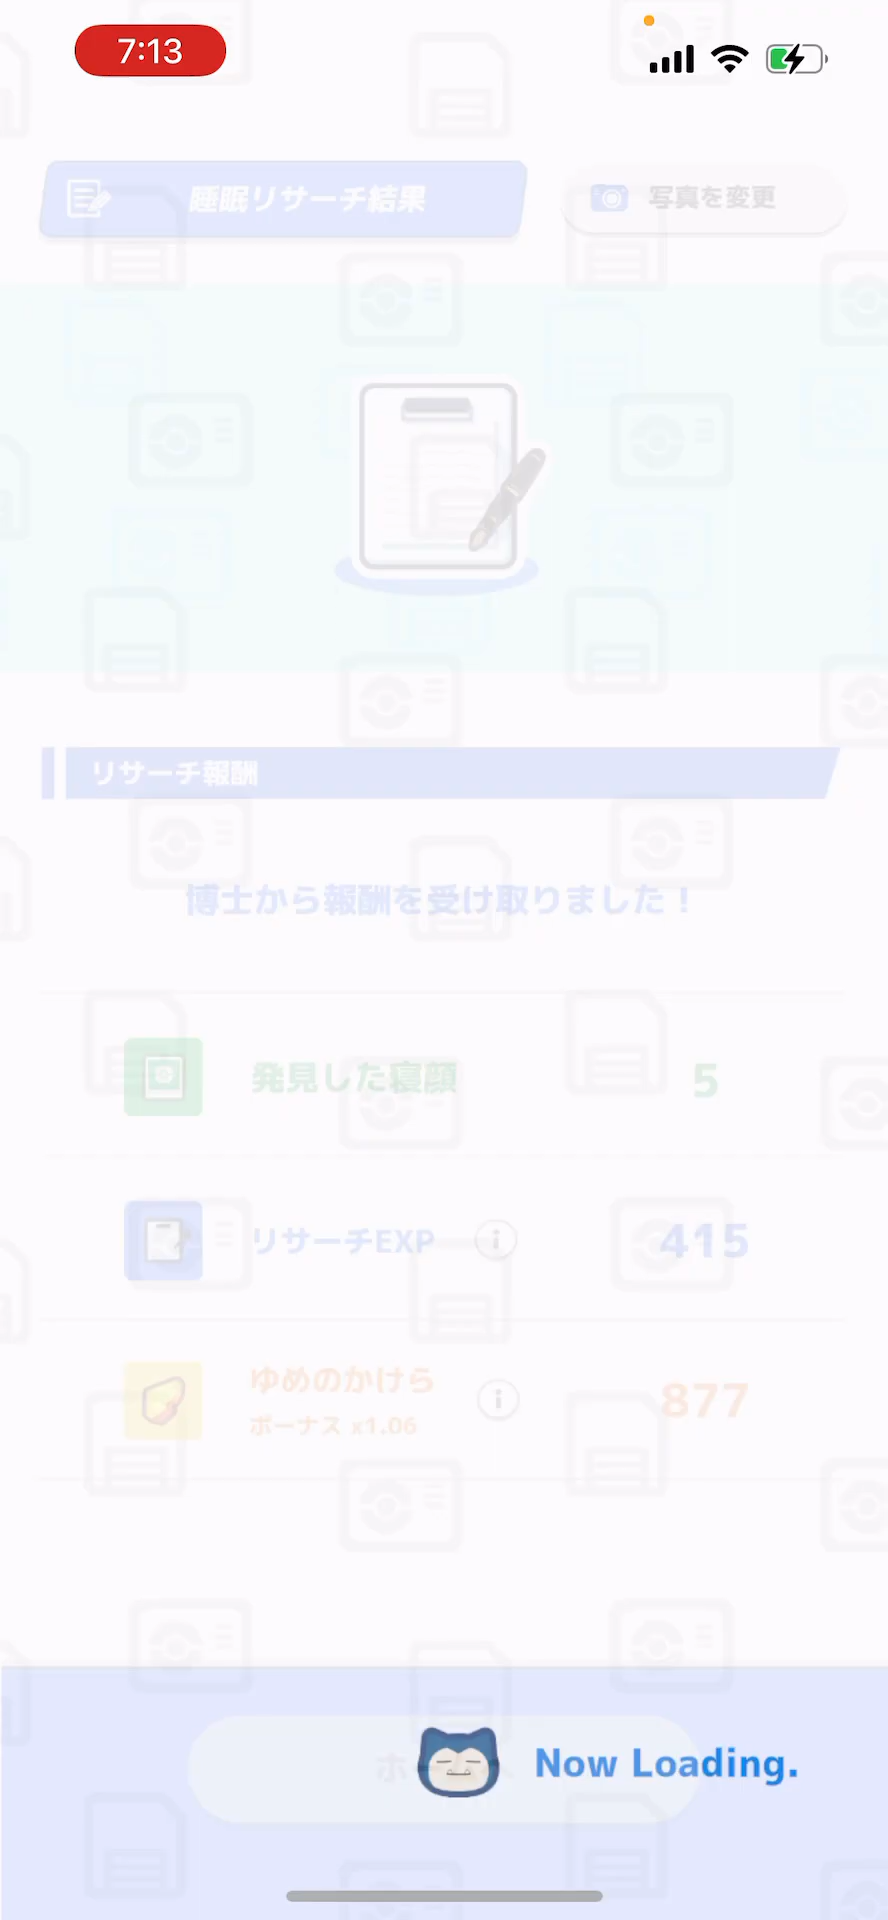 7:13
睡眠リサーチ結果
写真を変更
リサーチ報酬
博士から報酬を受け取りました！
発見した寝顔
5
リサーチEXP
415
ゆめのかけら
877
ボーナス x1.06
Now Loading.